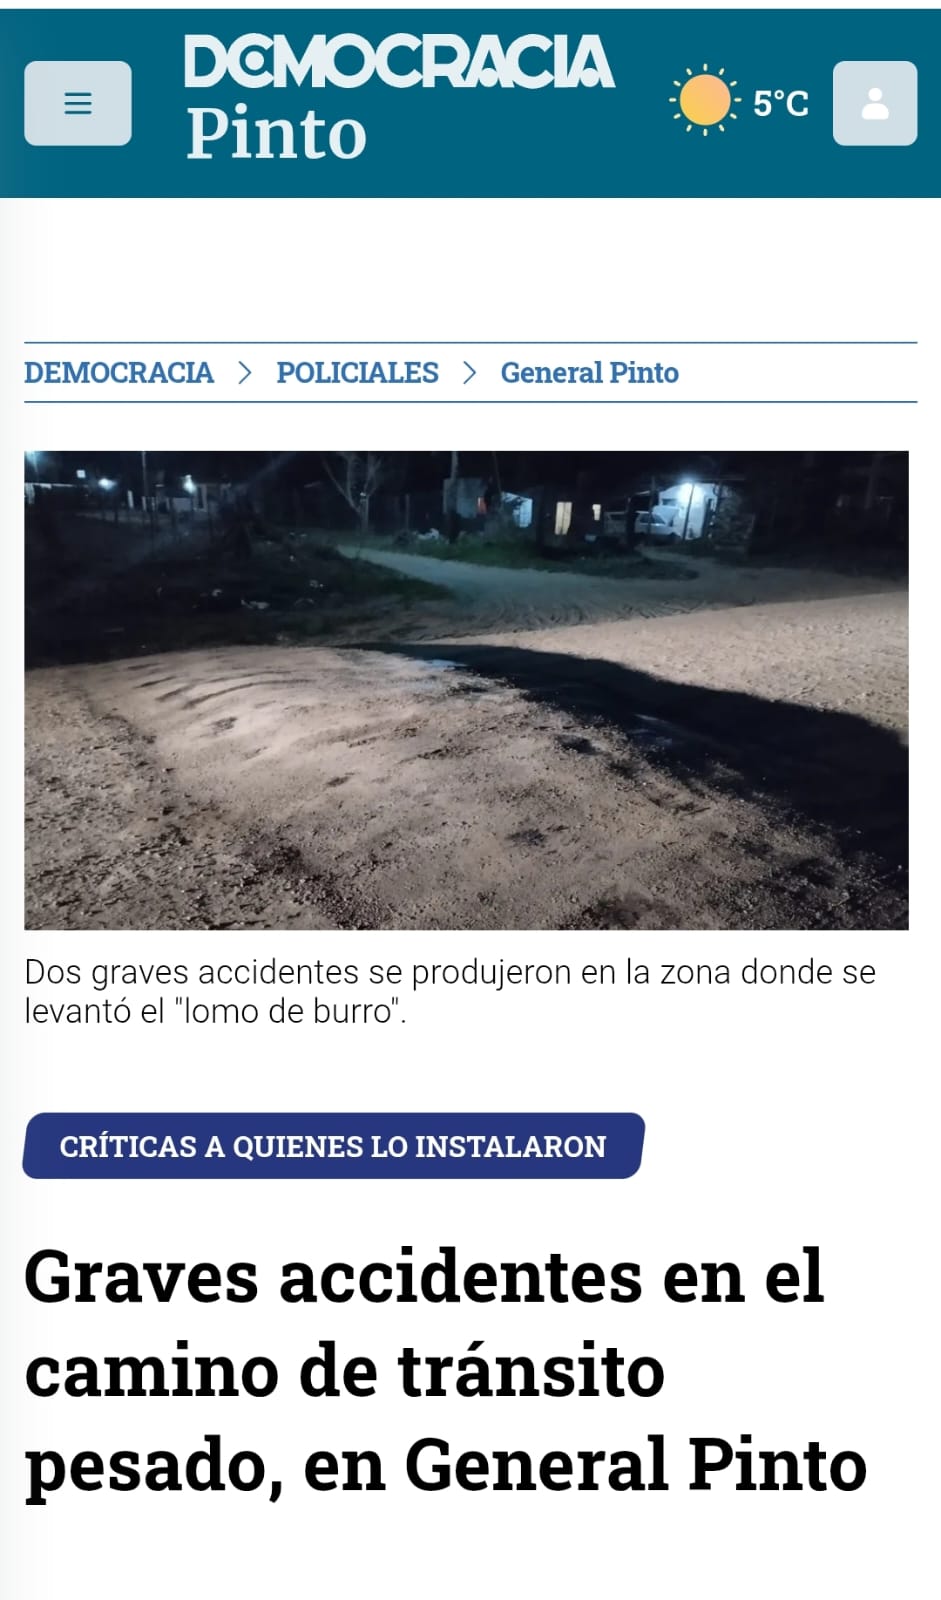 DEMOCRACIA
Pinto
5°C
DEMOCRACIA > POLICIALES > General Pinto
Dos graves accidentes se produjeron en la zona donde se
levantó el "lomo de burro".
CRÍTICAS A QUIENES LO INSTALARON
Graves accidentes en el
camino de tránsito
pesado, en General Pinto